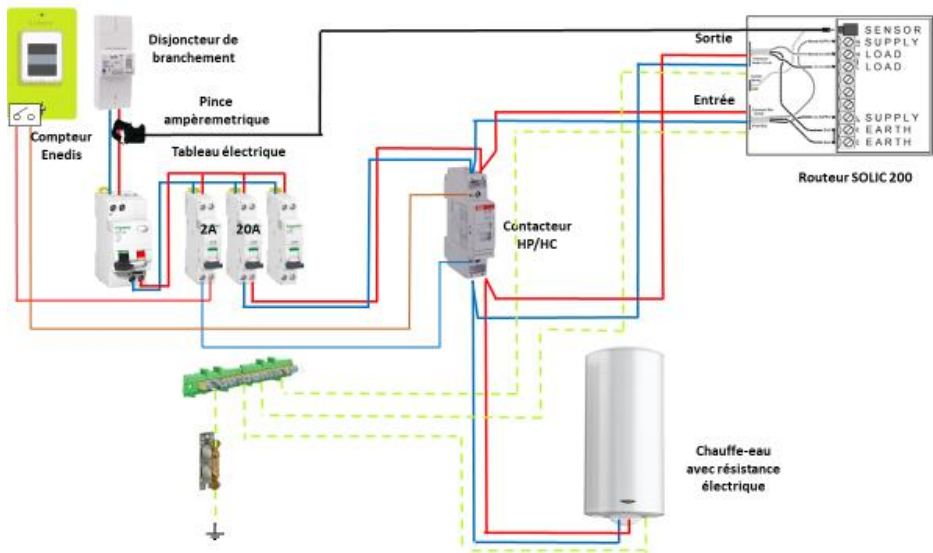 Disjoncteur de
branchement
Pince
ampèremetrique
Compteur
Enedis
Tableau électrique
2A
20A
Contacteur
HP/HC
Sortie
Entrée
SENSOR
SUPPLY
LOAD
LOAD
SUPPLY
EARTH
EARTH
Routeur SOLIC 200
Chauffe-eau
avec résistance
électrique